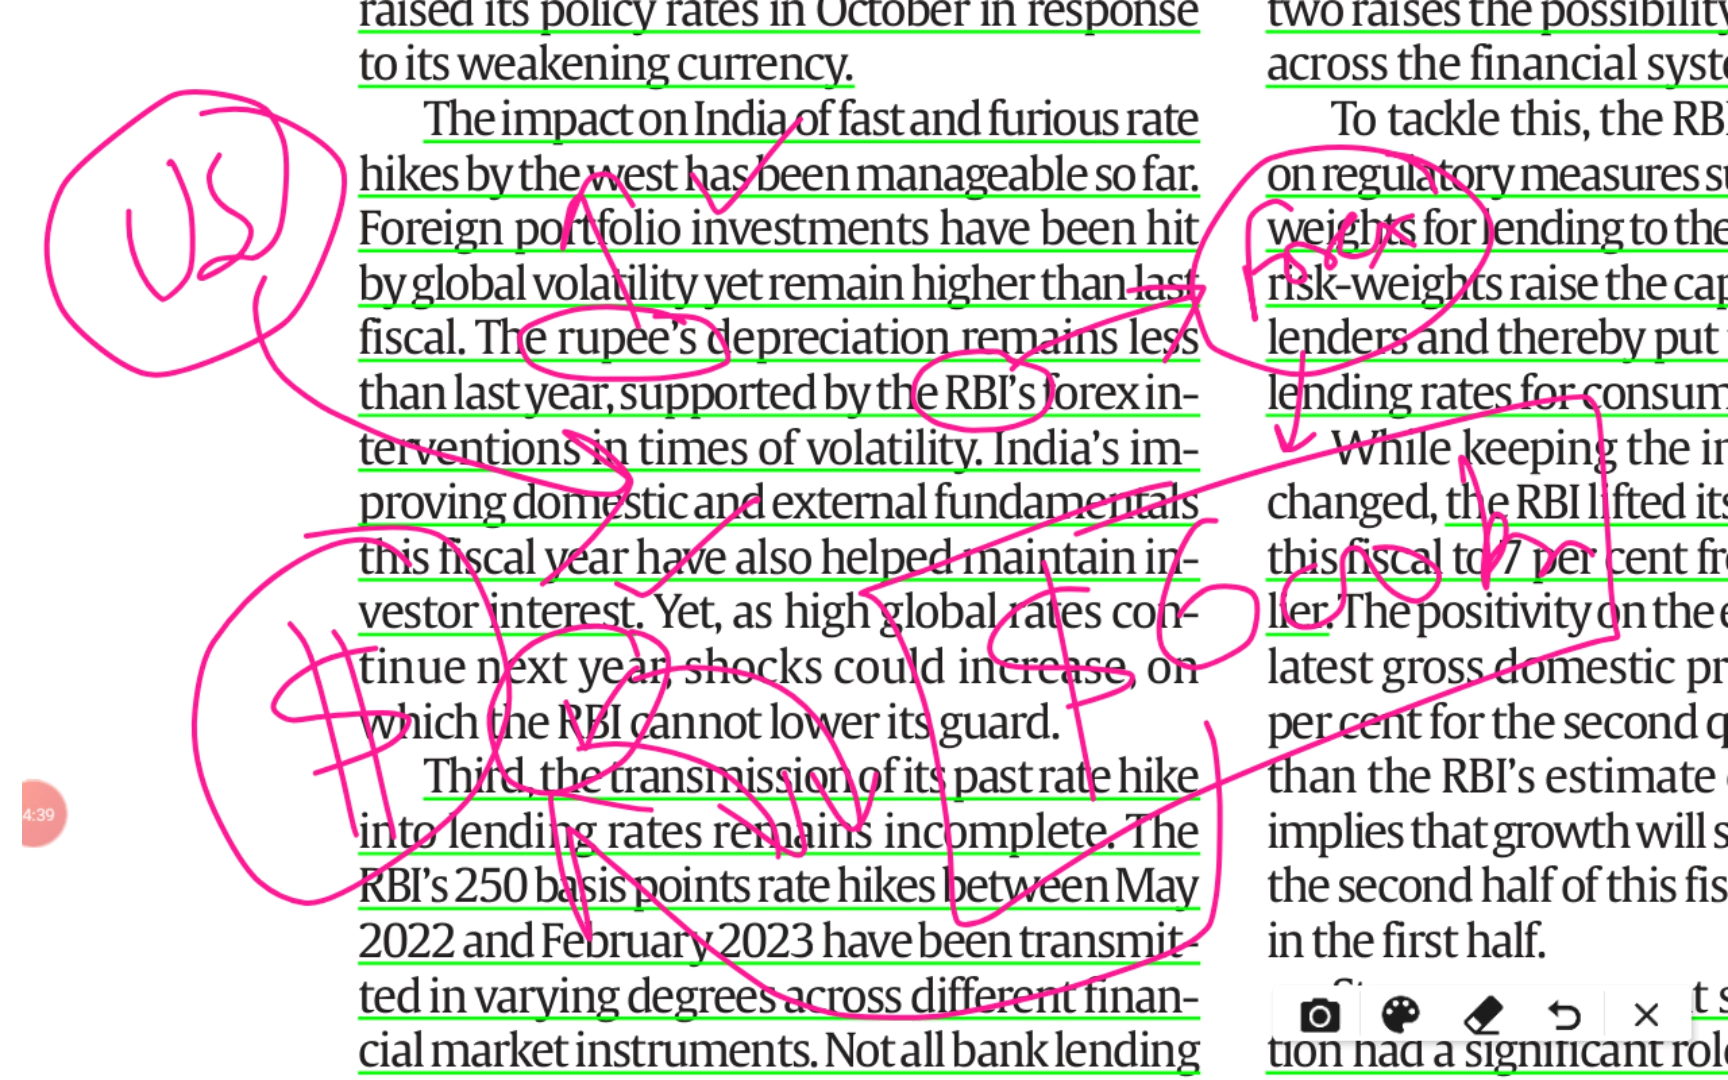 raised its policy rates in October in response
to its weakening currency.
The impact on India of fast and furious rate
hikes by the west has been manageable so far.
Foreign portfolio investments have been hit
by global volatility yet remain higher than last
fiscal. The rupee's depreciation remains less
than last year, supported by the RBI's forex in-
terventions in times of volatility. India's im-
proving domestic and external fundamentals
this fiscal year have also helped maintain in-
vestor interest. Yet, as high global rates con-
tinue next year, shocks could increase, on
which the RBI cannot lower its guard.
Third, the transmission of its past rate hike
into lending rates remains incomplete. The
RBI's 250 basis points rate hikes between May
2022 and February 2023 have been transmit-
ted in varying degrees across different finan-
cial market instruments. Not all bank lending
two raises the possibility
across the financial syst
To tackle this, the RB
on regulatory measures
weights for lending to the
risk-weights raise the cap
lenders and thereby put
lending rates for consum
While keeping the
changed, the RBI lifted its
this fiscal to 7 per cent
lier. The positivity on the
latest gross domestic
per cent for the second
than the RBI's estimate
implies that growth will
the second half of this fis
in the first half.
tion had a significant
US
forex
$
$600 bn
4:39